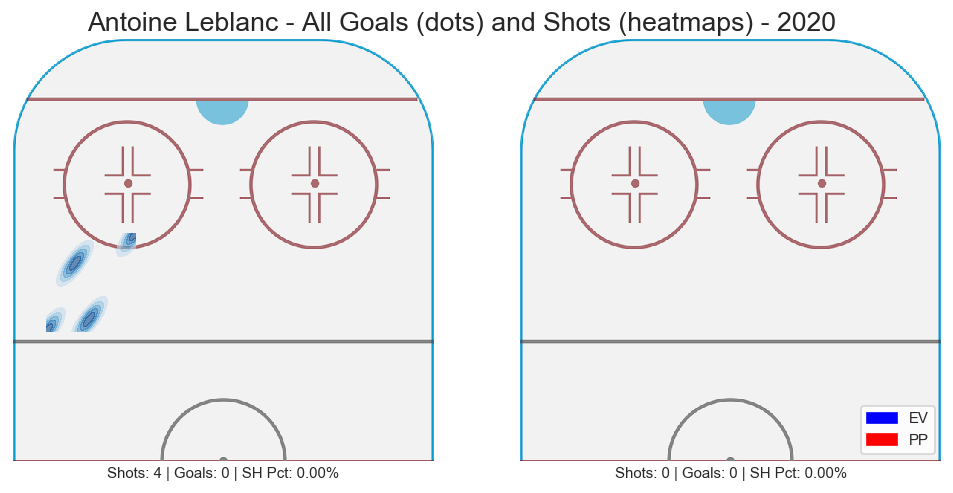 Antoine Leblanc - All Goals (dots) and Shots (heatmaps) - 2020
EV
PP
Shots: 4 | Goals: 0 | SH Pct: 0.00%
Shots: 0 | Goals: 0 | SH Pct: 0.00%